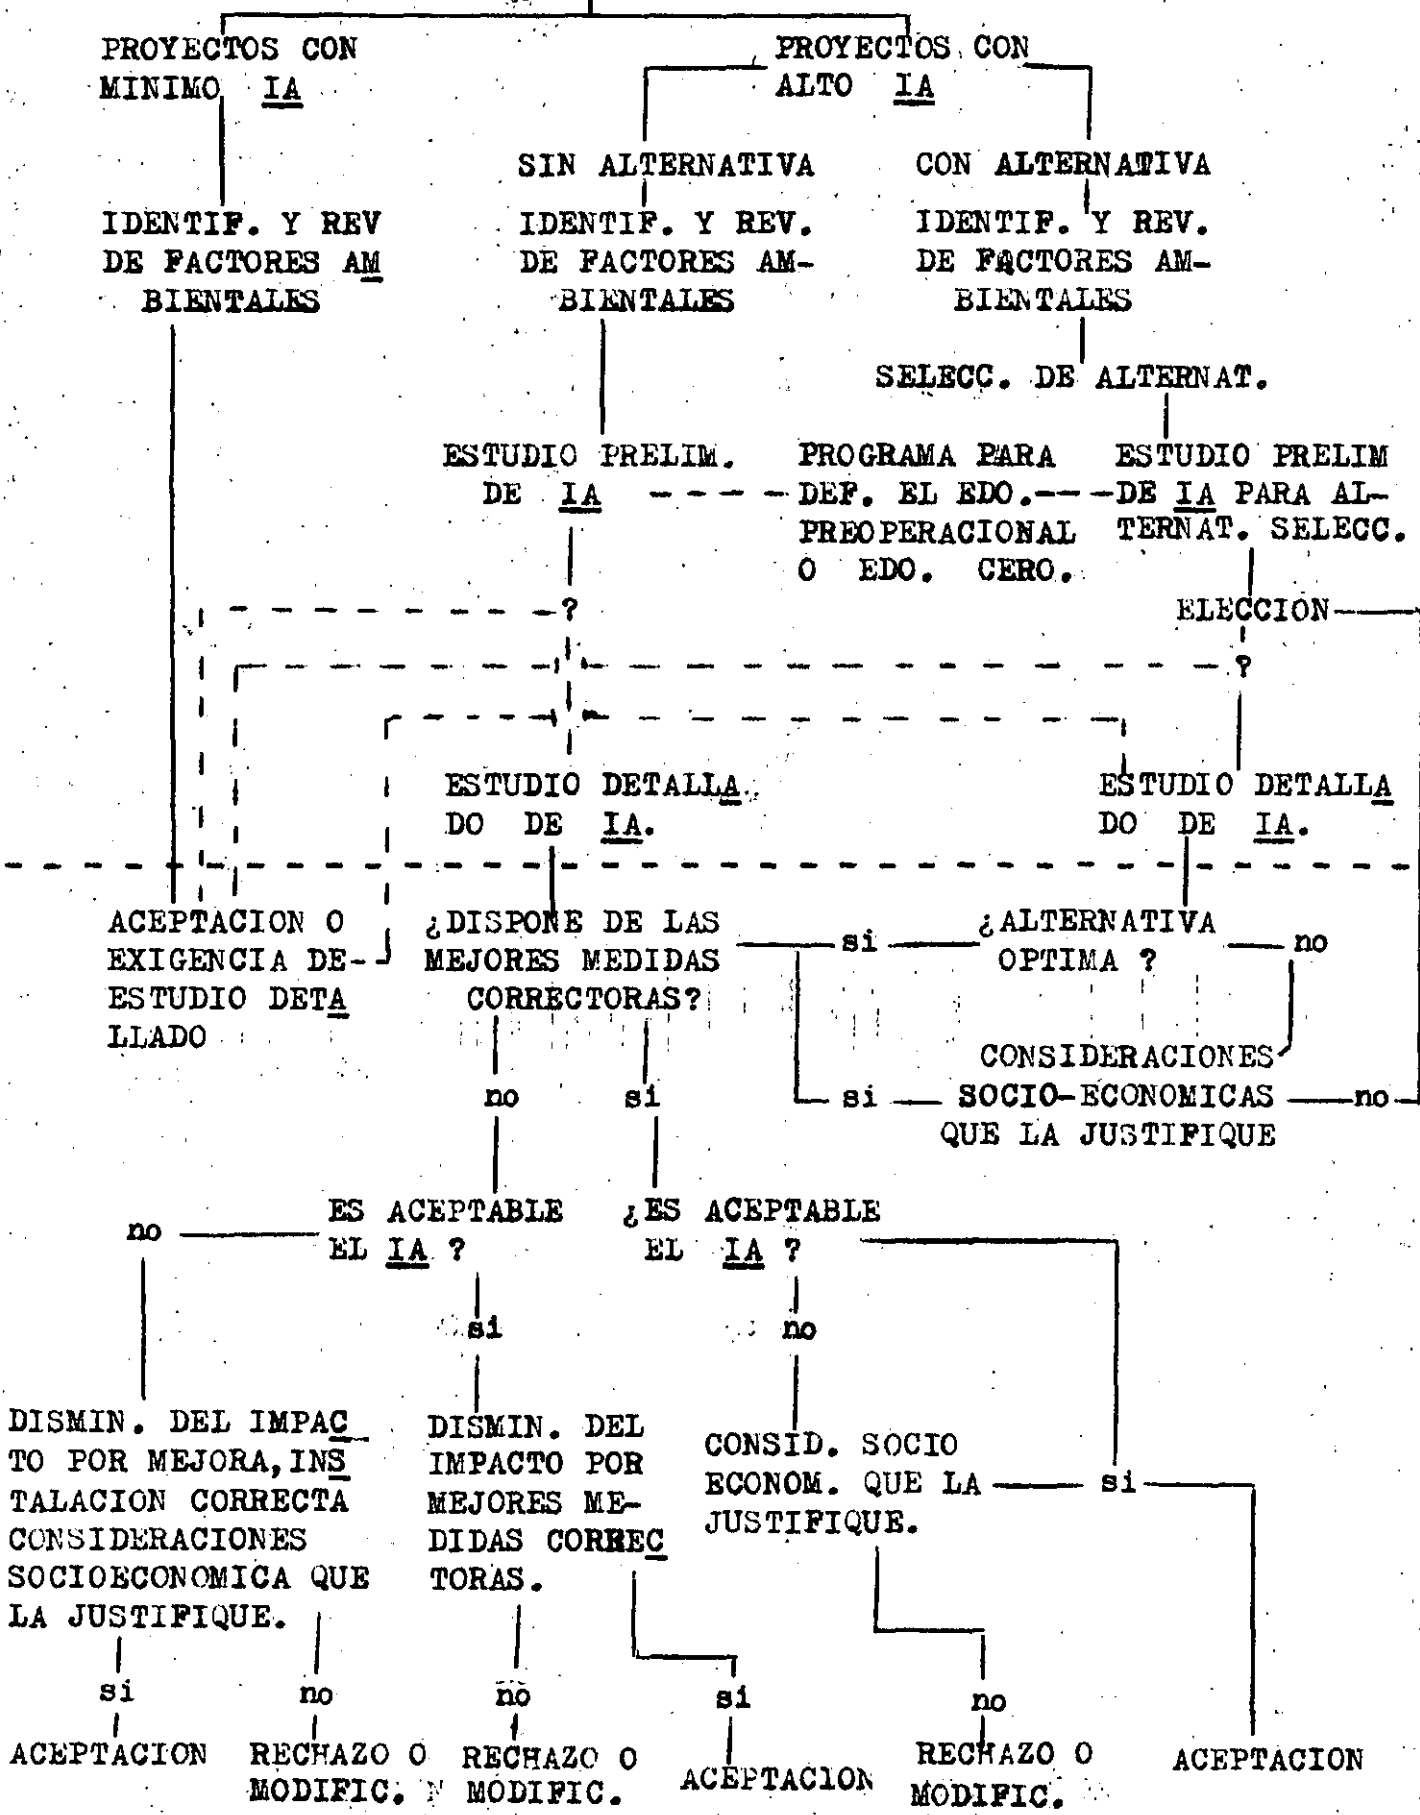 PROYECTOS CON
MINIMO IA
PROYECTOS CON
ALTO IA
SIN ALTERNATIVA
CON ALTERNATIVA
IDENTIF. Y REV
DE FACTORES AM
BIENTALES
IDENTIF. Y REV.
DE FACTORES AM-
BIENTALES
IDENTIF. Y REV.
DE FACTORES AM-
BIENTALES
SELECC. DE ALTERNAT.
ESTUDIO PRELIM.
DE IA
PROGRAMA PARA
DEF. EL EDO.
PREOPERACIONAL
O EDO. CERO.
ESTUDIO PRELIM
DE IA PARA AL-
TERNAT. SELECC.
?
ELECCION
?
ESTUDIO DETALLA
DO DE IA.
ESTUDIO DETALLA
DO DE IA.
ACEPTACION O
EXIGENCIA DE
ESTUDIO DETA
LLADO
¿DISPONE DE LAS
MEJORES MEDIDAS
CORRECTORAS?
si
¿ALTERNATIVA
OPTIMA ?
no
CONSIDERACIONES
SOCIO-ECONOMICAS
QUE LA JUSTIFIQUE
si
no
no
si
ES ACEPTABLE
EL IA ?
¿ES ACEPTABLE
EL IA ?
no
si
no
DISMIN. DEL IMPAC
TO POR MEJORA, INS
TALACION CORRECTA
CONSIDERACIONES
SOCIOECONOMICA QUE
LA JUSTIFIQUE.
DISMIN. DEL
IMPACTO POR
MEJORES ME-
DIDAS CORREC
TORAS.
CONSID. SOCIO
ECONOM. QUE LA
JUSTIFIQUE.
si
si
no
no
si
no
ACEPTACION
RECHAZO O
MODIFIC.
RECHAZO O
MODIFIC.
ACEPTACION
RECHAZO O
MODIFIC.
ACEPTACION